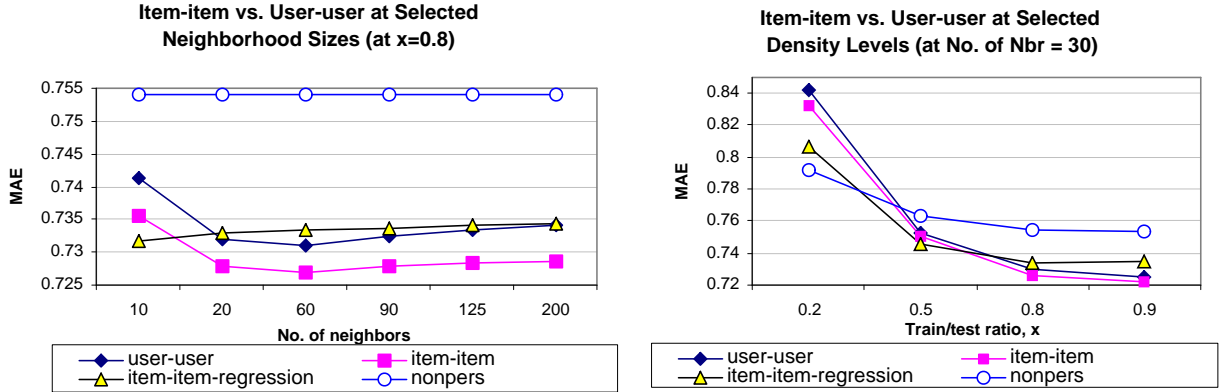 Item-item vs. User-user at Selected
Neighborhood Sizes (at x=0.8)
0.755
0.75
0.745
0.74
0.735
0.73
0.725
MAE
10 20 60 90 125 200
No. of neighbors
user-user item-item
item-item-regression nonpers
Item-item vs. User-user at Selected
Density Levels (at No. of Nbr = 30)
0.84
0.82
0.8
0.78
0.76
0.74
0.72
MAE
0.2 0.5 0.8 0.9
Train/test ratio, x
user-user item-item
item-item-regression nonpers